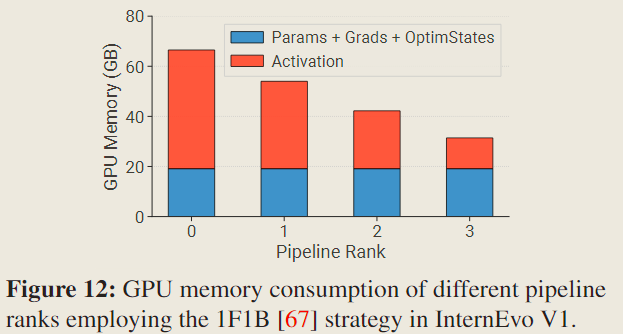 80
60
40
20
0
GPU Memory (GB)
Params + Grads + OptimStates
Activation
0 1 2 3
Pipeline Rank
Figure 12: GPU memory consumption of different pipeline
ranks employing the 1F1B [67] strategy in InternEvo V1.